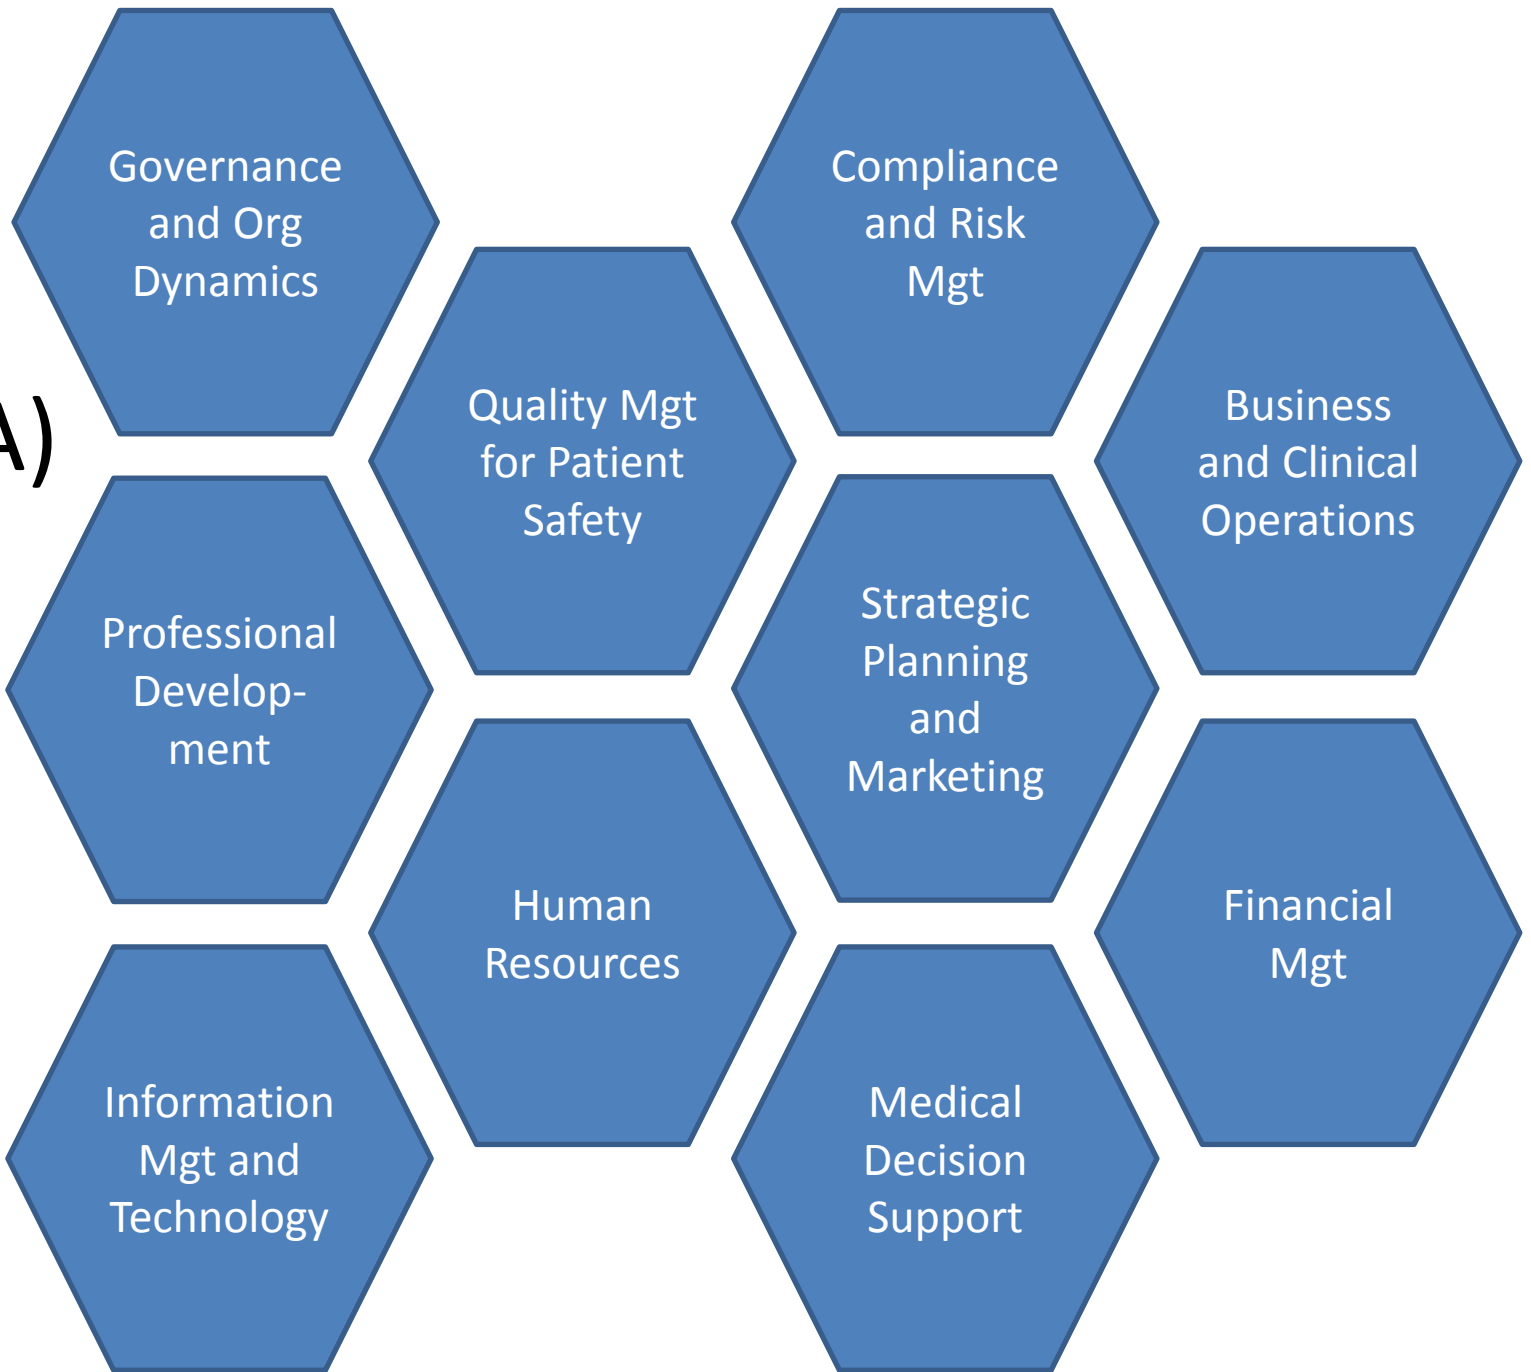 Governance
and Org
Dynamics
Compliance
and Risk
Mgt
Quality Mgt
for Patient
Safety
Business
and Clinical
Operations
A)
Professional
Develop-
ment
Strategic
Planning
and
Marketing
Human
Resources
Financial
Mgt
Information
Mgt and
Technology
Medical
Decision
Support